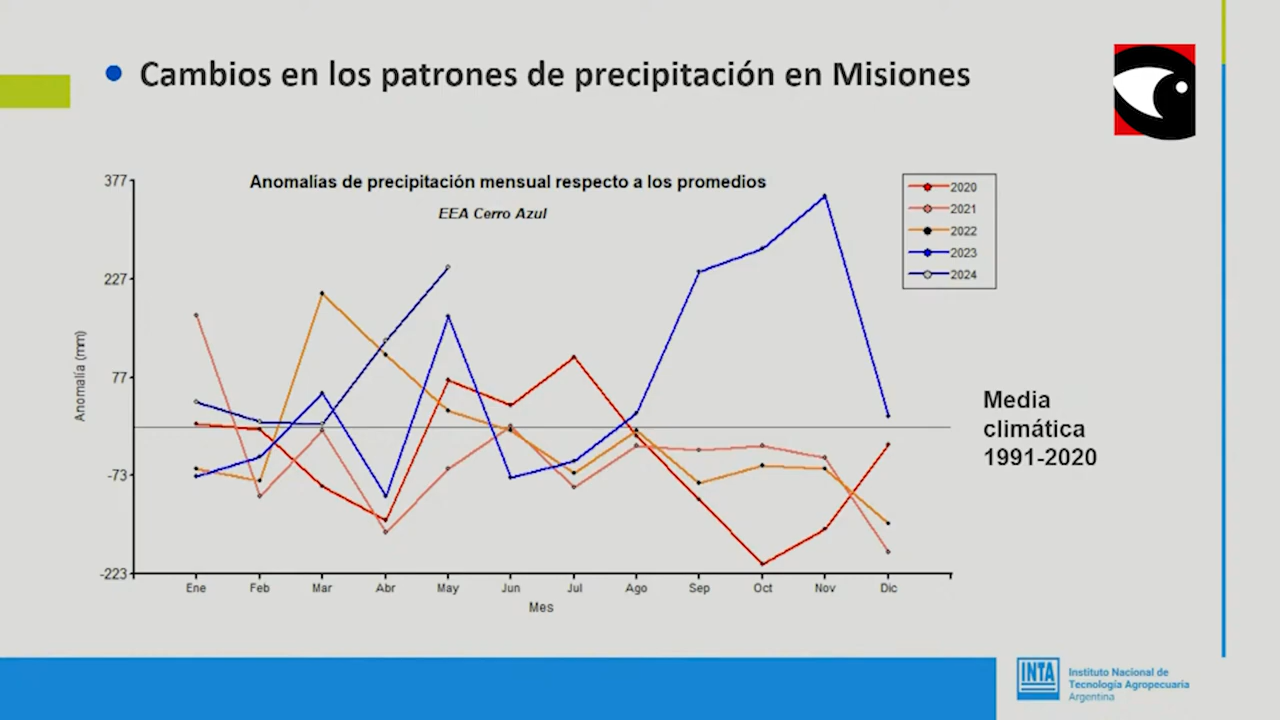 Cambios en los patrones de precipitación en Misiones
Anomalías de precipitación mensual respecto a los promedios
EEA Cerro Azul
377
227
77
-73
-223
Anomalía (mm)
Ene Feb Mar Abr May Jun Jul Ago Sep Oct Nov Dic
Mes
2020
2021
2022
2023
2024
Media
climática
1991-2020
INTA
Instituto Nacional de
Tecnología Agropecuaria
Argentina